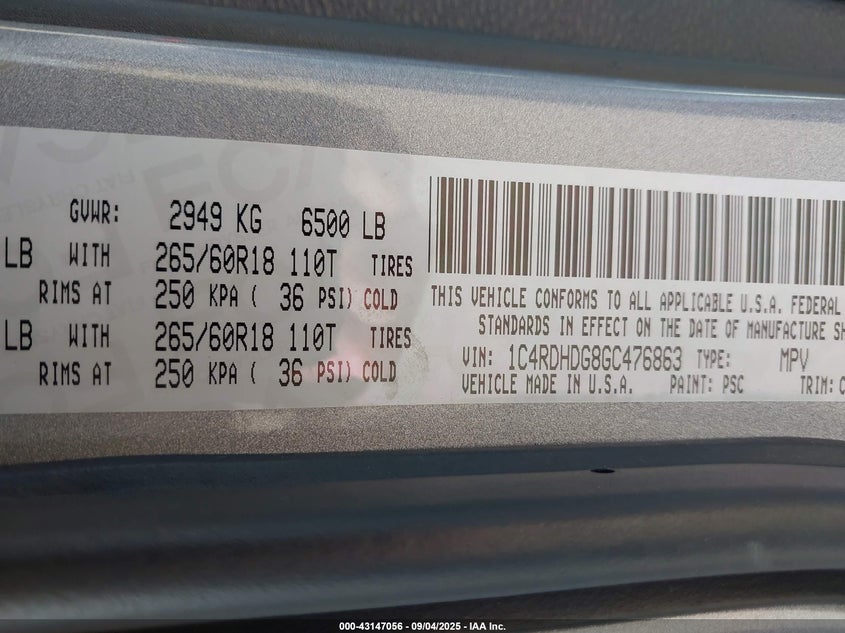 GVWR: 2949 KG 6500 LB
LB WITH 265/60R18 110T TIRES
RIMS AT 250 KPA ( 36 PSI) COLD
LB WITH 265/60R18 110T TIRES
RIMS AT 250 KPA ( 36 PSI) COLD
THIS VEHICLE CONFORMS TO ALL APPLICABLE U.S.A. FEDERAL
STANDARDS IN EFFECT ON THE DATE OF MANUFACTURE SH
VIN: 1C4RDHDG8GC476863 TYPE: MPV
VEHICLE MADE IN U.S.A. PAINT: PSC TRIM: C
000-43147056 - 09/04/2025 - IAA Inc.